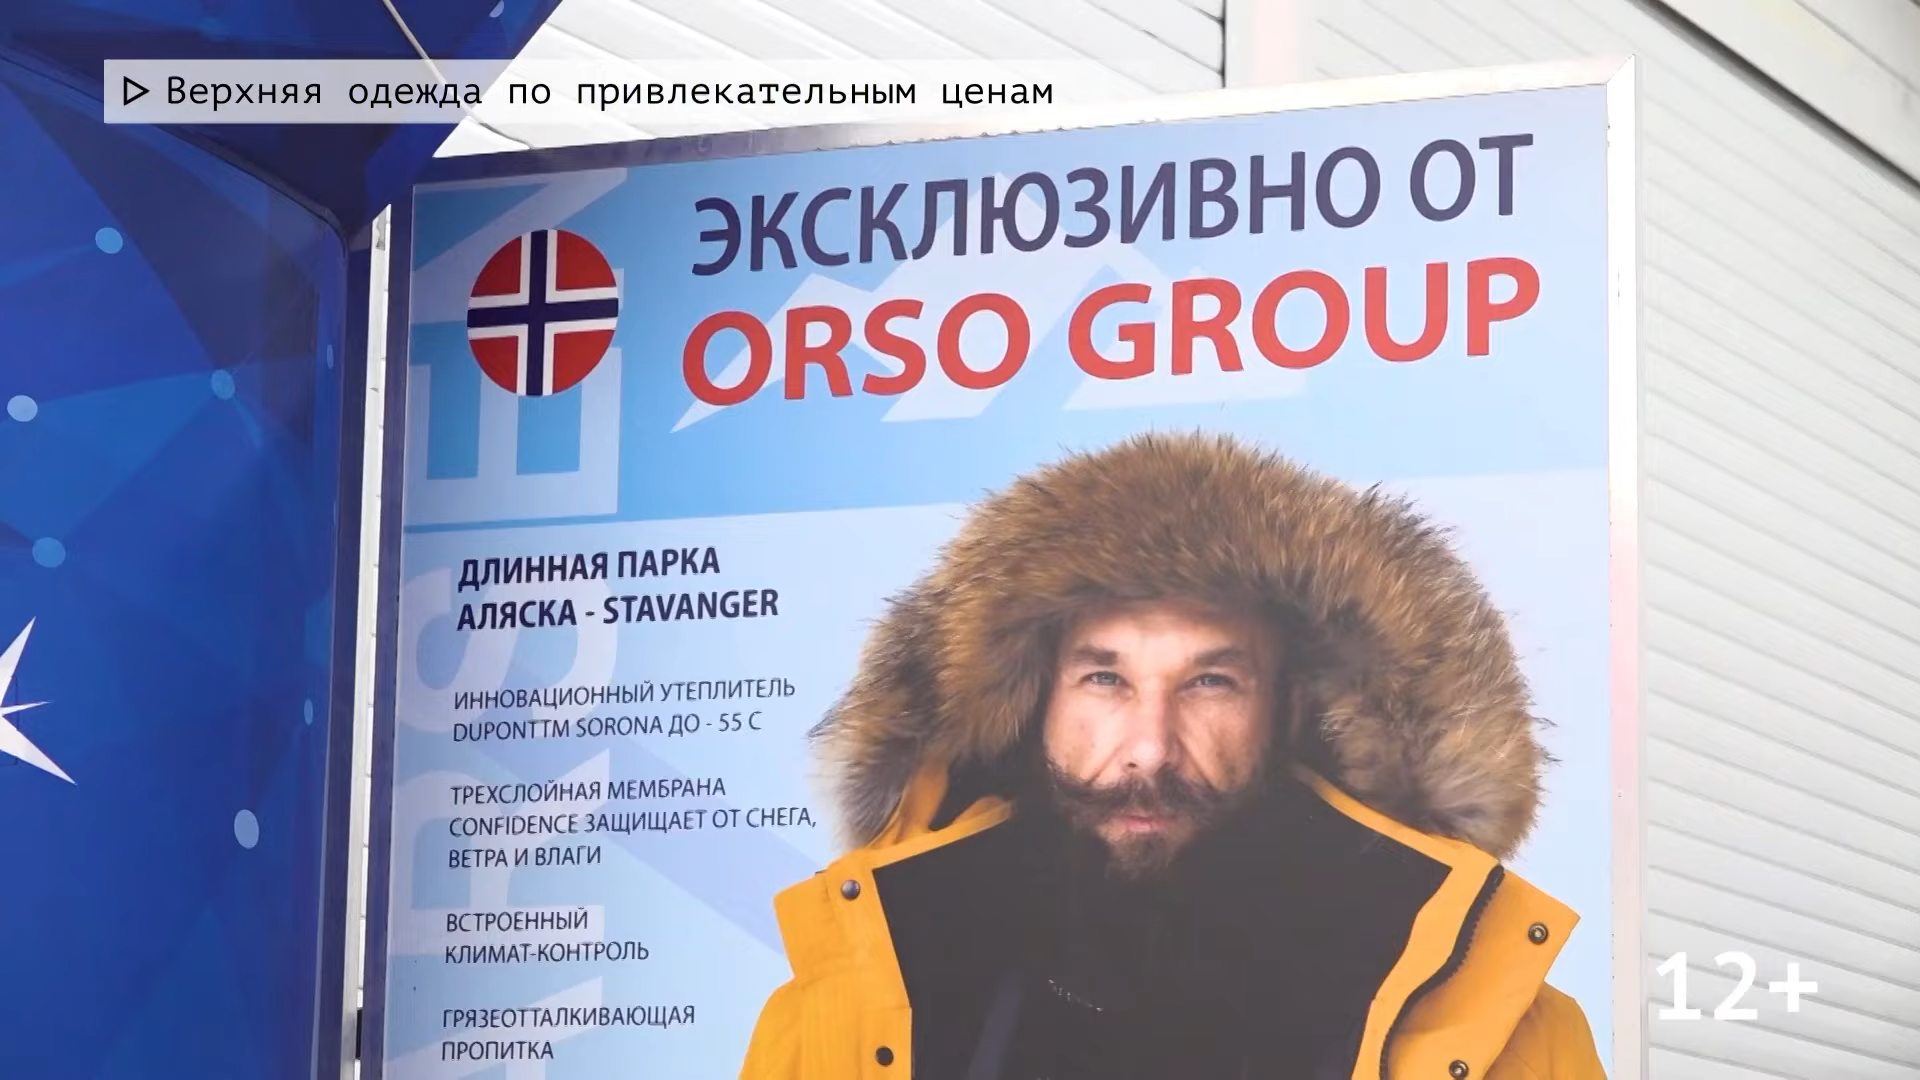 Верхняя одежда по привлекательным ценам
ЭКСКЛЮЗИВНО ОТ
ORSO GROUP
ДЛИННАЯ ПАРКА
АЛЯСКА - STAVANGER
ИННОВАЦИОННЫЙ УТЕПЛИТЕЛЬ
DUPONTTM SORONA ДО - 55 С
ТРЕХСЛОЙНАЯ МЕМБРАНА
CONFIDENCE ЗАЩИЩАЕТ ОТ СНЕГА,
ВЕТРА И ВЛАГИ
ВСТРОЕННЫЙ
КЛИМАТ-КОНТРОЛЬ
ГРЯЗЕОТТАЛКИВАЮЩАЯ
ПРОПИТКА
12+